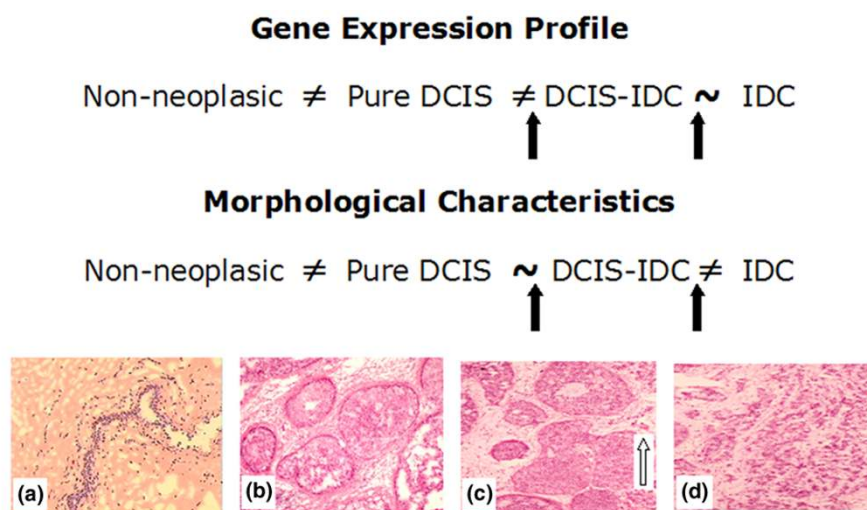 Gene Expression Profile
Non-neoplasic ≠ Pure DCIS ≠ DCIS-IDC ~ IDC
Morphological Characteristics
Non-neoplasic ≠ Pure DCIS ~ DCIS-IDC ≠ IDC
(a) (b) (c) (d)